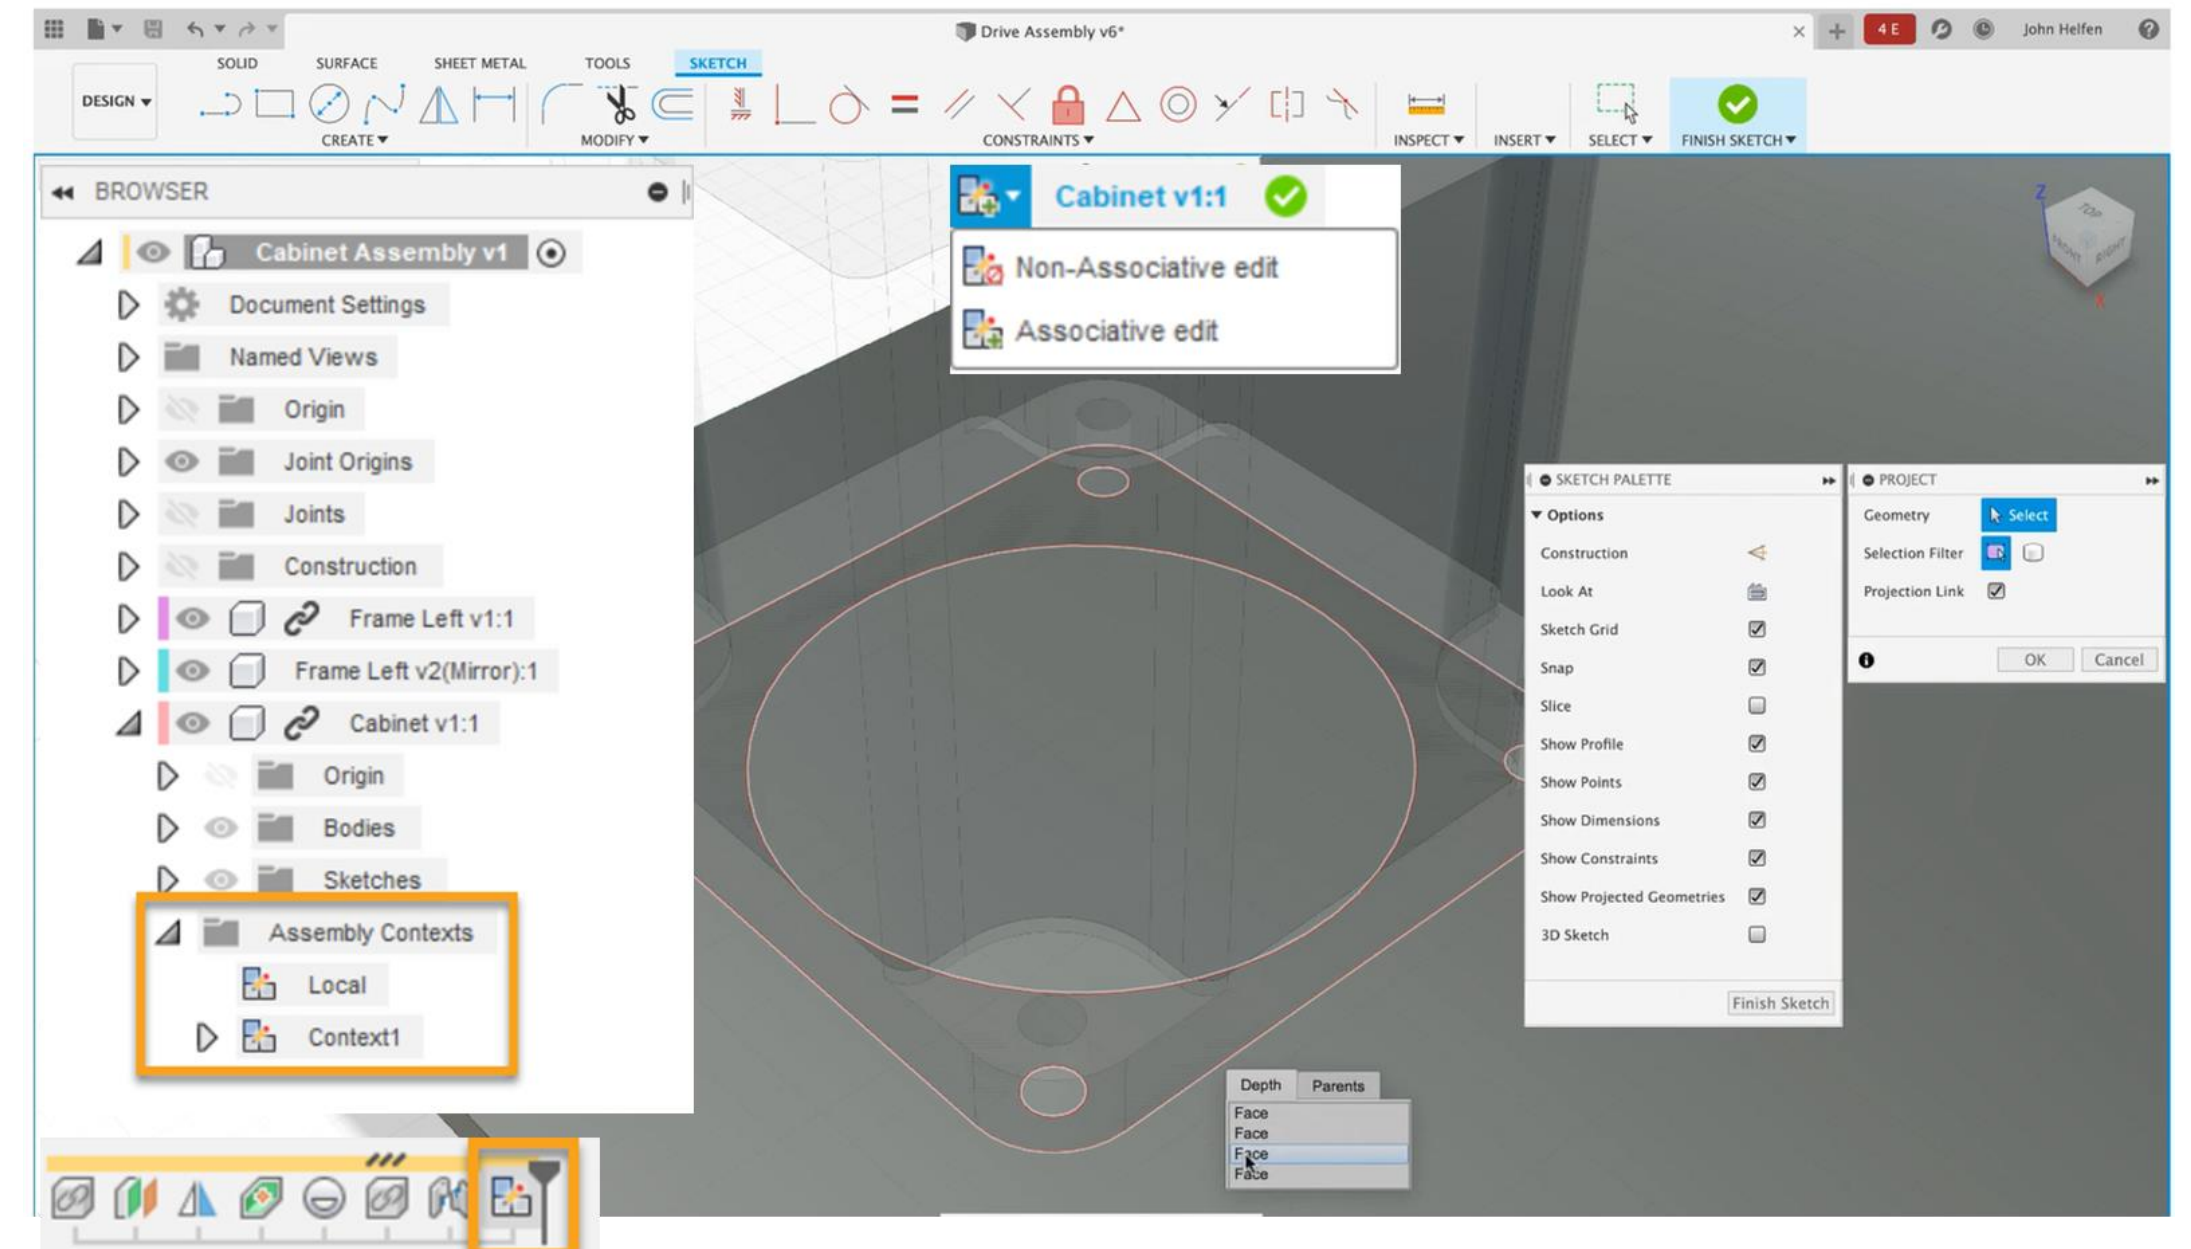 Drive Assembly v6*
4 E
John Helfen
SOLID
SURFACE
SHEET METAL
TOOLS
SKETCH
DESIGN
CREATE
MODIFY
CONSTRAINTS
INSPECT
INSERT
SELECT
FINISH SKETCH
BROWSER
Cabinet Assembly v1
Document Settings
Named Views
Origin
Joint Origins
Joints
Construction
Frame Left v1:1
Frame Left v2(Mirror):1
Cabinet v1:1
Origin
Bodies
Sketches
Assembly Contexts
Local
Context1
Cabinet v1:1
Non-Associative edit
Associative edit
Z
TOP
FRONT
RIGHT
X
SKETCH PALETTE
Options
Construction
Look At
Sketch Grid
Snap
Slice
Show Profile
Show Points
Show Dimensions
Show Constraints
Show Projected Geometries
3D Sketch
Finish Sketch
PROJECT
Geometry
Select
Selection Filter
Projection Link
OK
Cancel
Depth
Parents
Face
Face
Face
Face